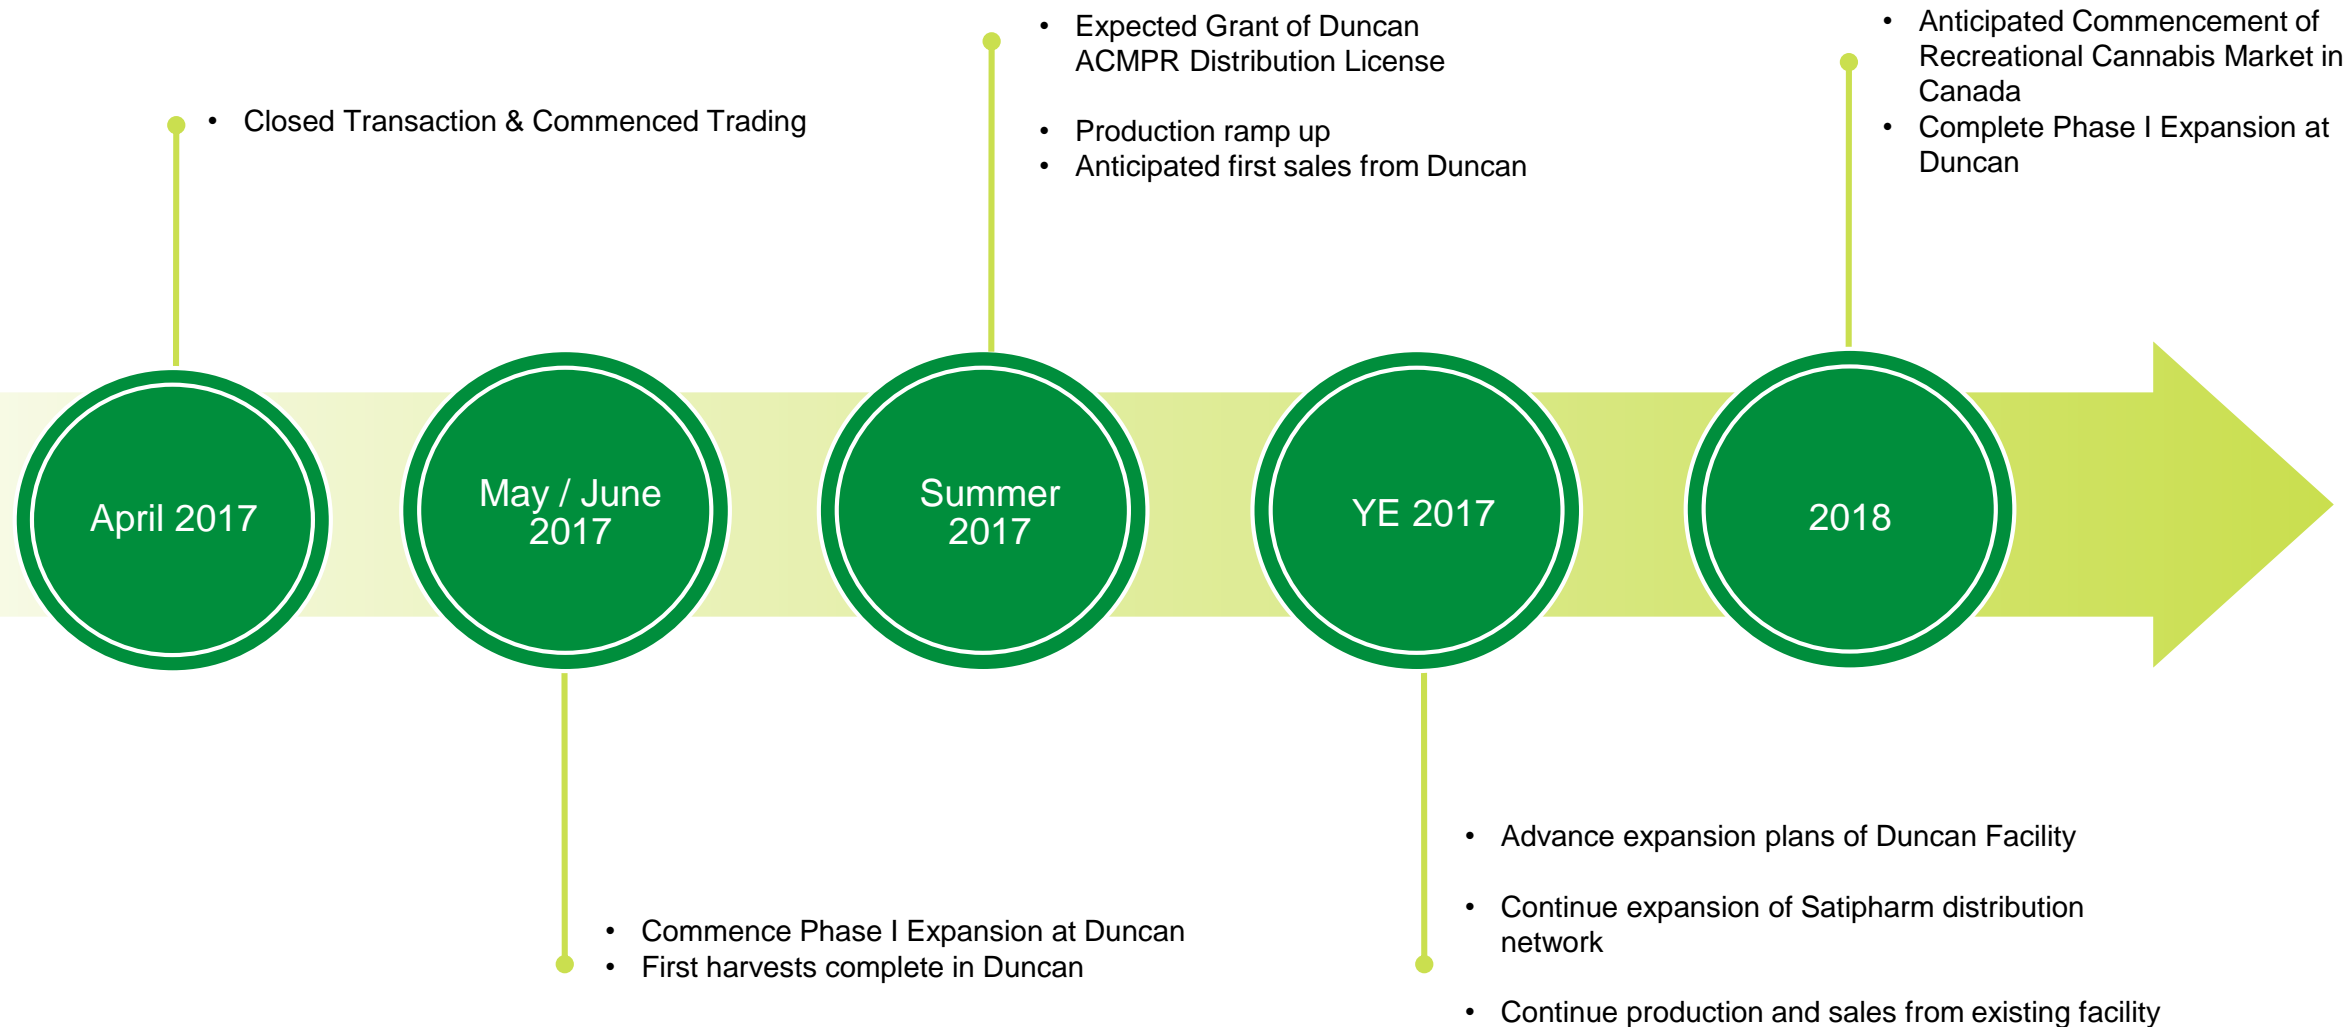 • Closed Transaction & Commenced Trading
• Expected Grant of Duncan
ACMPR Distribution License
• Production ramp up
• Anticipated first sales from Duncan
• Anticipated Commencement of
Recreational Cannabis Market in
Canada
• Complete Phase I Expansion at
Duncan
April 2017
May / June
2017
Summer
2017
YE 2017
2018
• Commence Phase I Expansion at Duncan
• First harvests complete in Duncan
• Advance expansion plans of Duncan Facility
• Continue expansion of Satipharm distribution
network
• Continue production and sales from existing facility